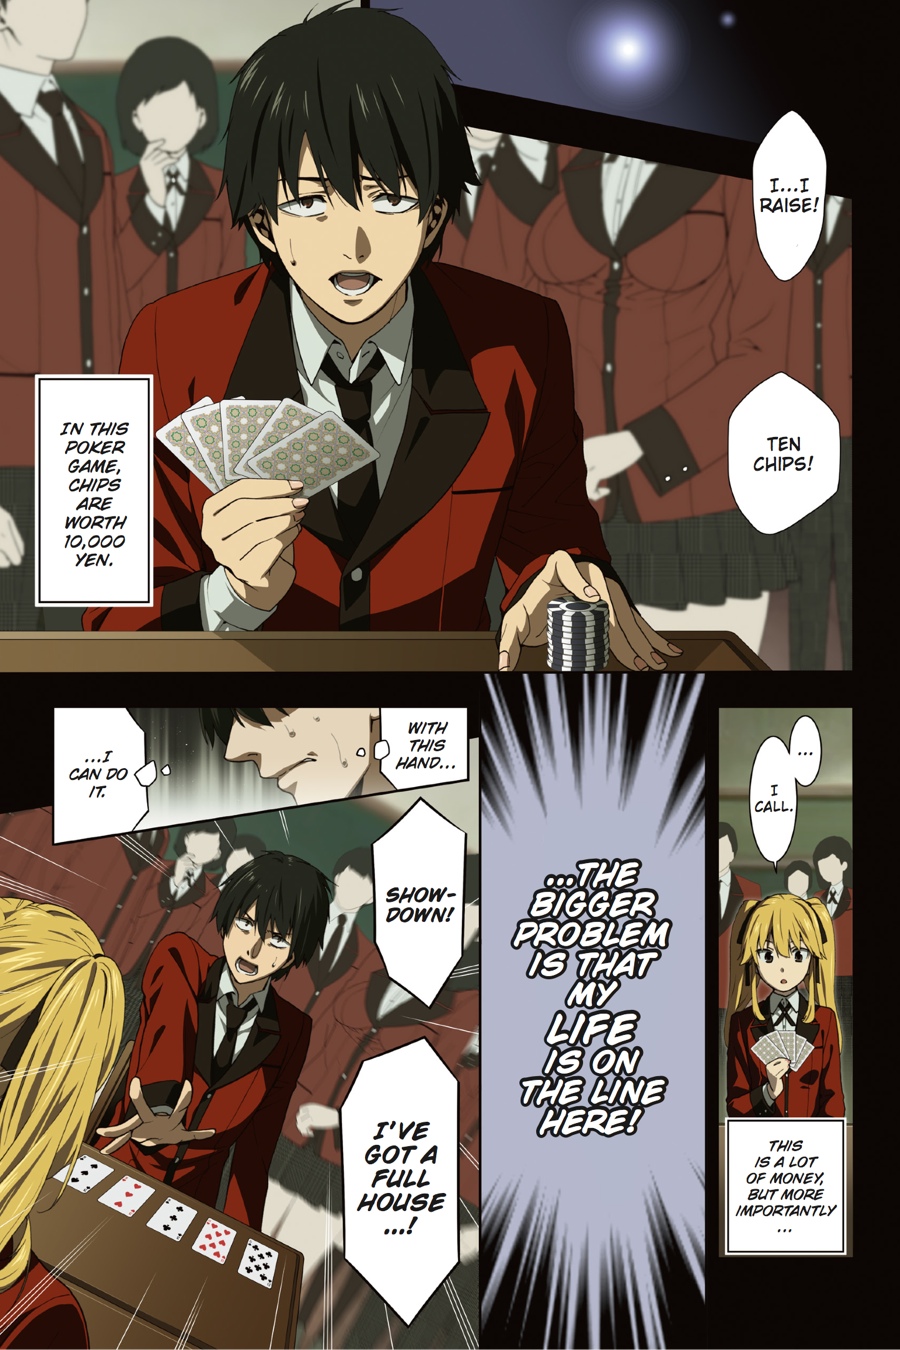 I...I
RAISE!
TEN
CHIPS!
IN THIS
POKER
GAME,
CHIPS
ARE
WORTH
10,000
YEN.
...
I
CALL.
THIS
IS A LOT
OF MONEY,
BUT MORE
IMPORTANTLY
...
...THE
BIGGER
PROBLEM
IS THAT
MY
LIFE
IS ON
THE LINE
HERE!
WITH
THIS
HAND...
...I
CAN DO
IT.
SHOW-
DOWN!
I'VE
GOT A
FULL
HOUSE
...!